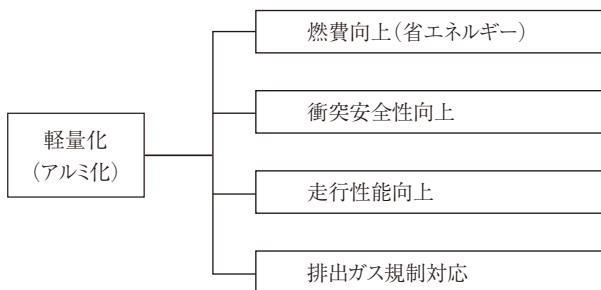 軽量化
（アルミ化）
燃費向上（省エネルギー）
衝突安全性向上
走行性能向上
排出ガス規制対応